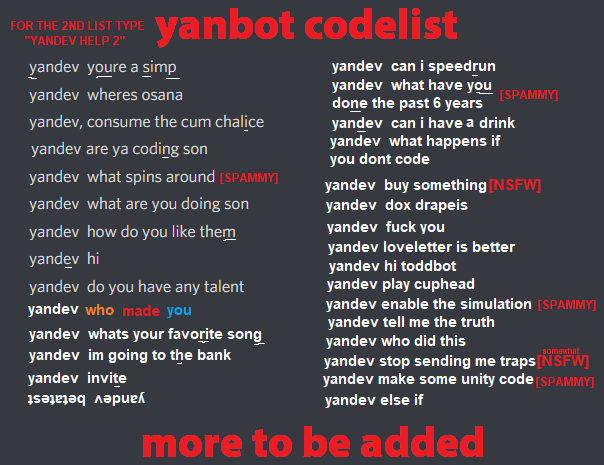 FOR THE 2ND LIST TYPE
"YANDEV HELP 2"
yanbot codelist
yandev youre a simp
yandev wheres osana
yandev, consume the cum chalice
yandev are ya coding son
yandev what spins around [SPAMMY]
yandev what are you doing son
yandev how do you like them
yandev hi
yandev do you have any talent
yandev who made you
yandev whats your favorite song
yandev im going to the bank
yandev invite
yandev betatest
yandev can i speedrun
yandev what have you
done the past 6 years [SPAMMY]
yandev can i have a drink
yandev what happens if
you dont code
yandev buy something [NSFW]
yandev dox drapeis
yandev fuck you
yandev loveletter is better
yandev hi toddbot
yandev play cuphead
yandev enable the simulation [SPAMMY]
yandev tell me the truth
yandev who did this
somewhat
yandev stop sending me traps [NSFW]
yandev make some unity code [SPAMMY]
yandev else if
more to be added